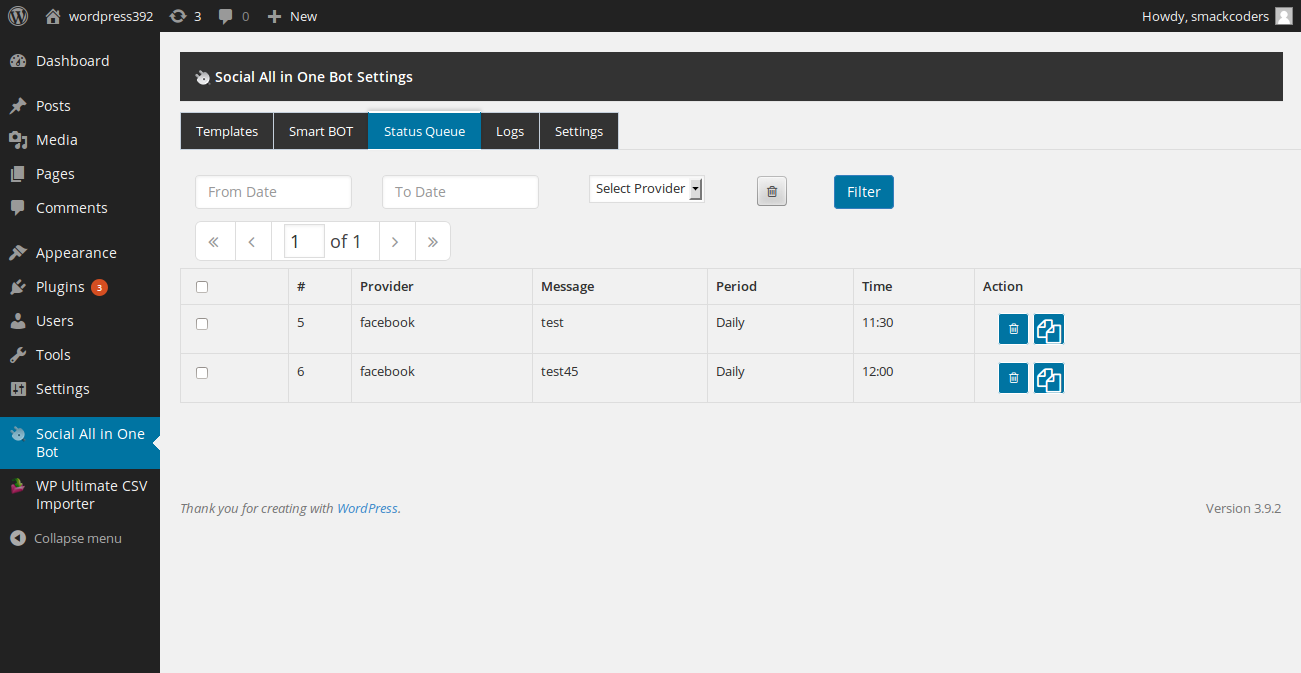 wordpress392 3 0 New Howdy, smackcoders
Dashboard
Posts
Media
Pages
Comments
Appearance
Plugins 3
Users
Tools
Settings
Social All in One
Bot
WP Ultimate CSV
Importer
Collapse menu
Social All in One Bot Settings
Templates Smart BOT Status Queue Logs Settings
From Date To Date Select Provider Filter
« ‹ 1 of 1 › »
# Provider Message Period Time Action
5 facebook test Daily 11:30
6 facebook test45 Daily 12:00
Thank you for creating with WordPress. Version 3.9.2